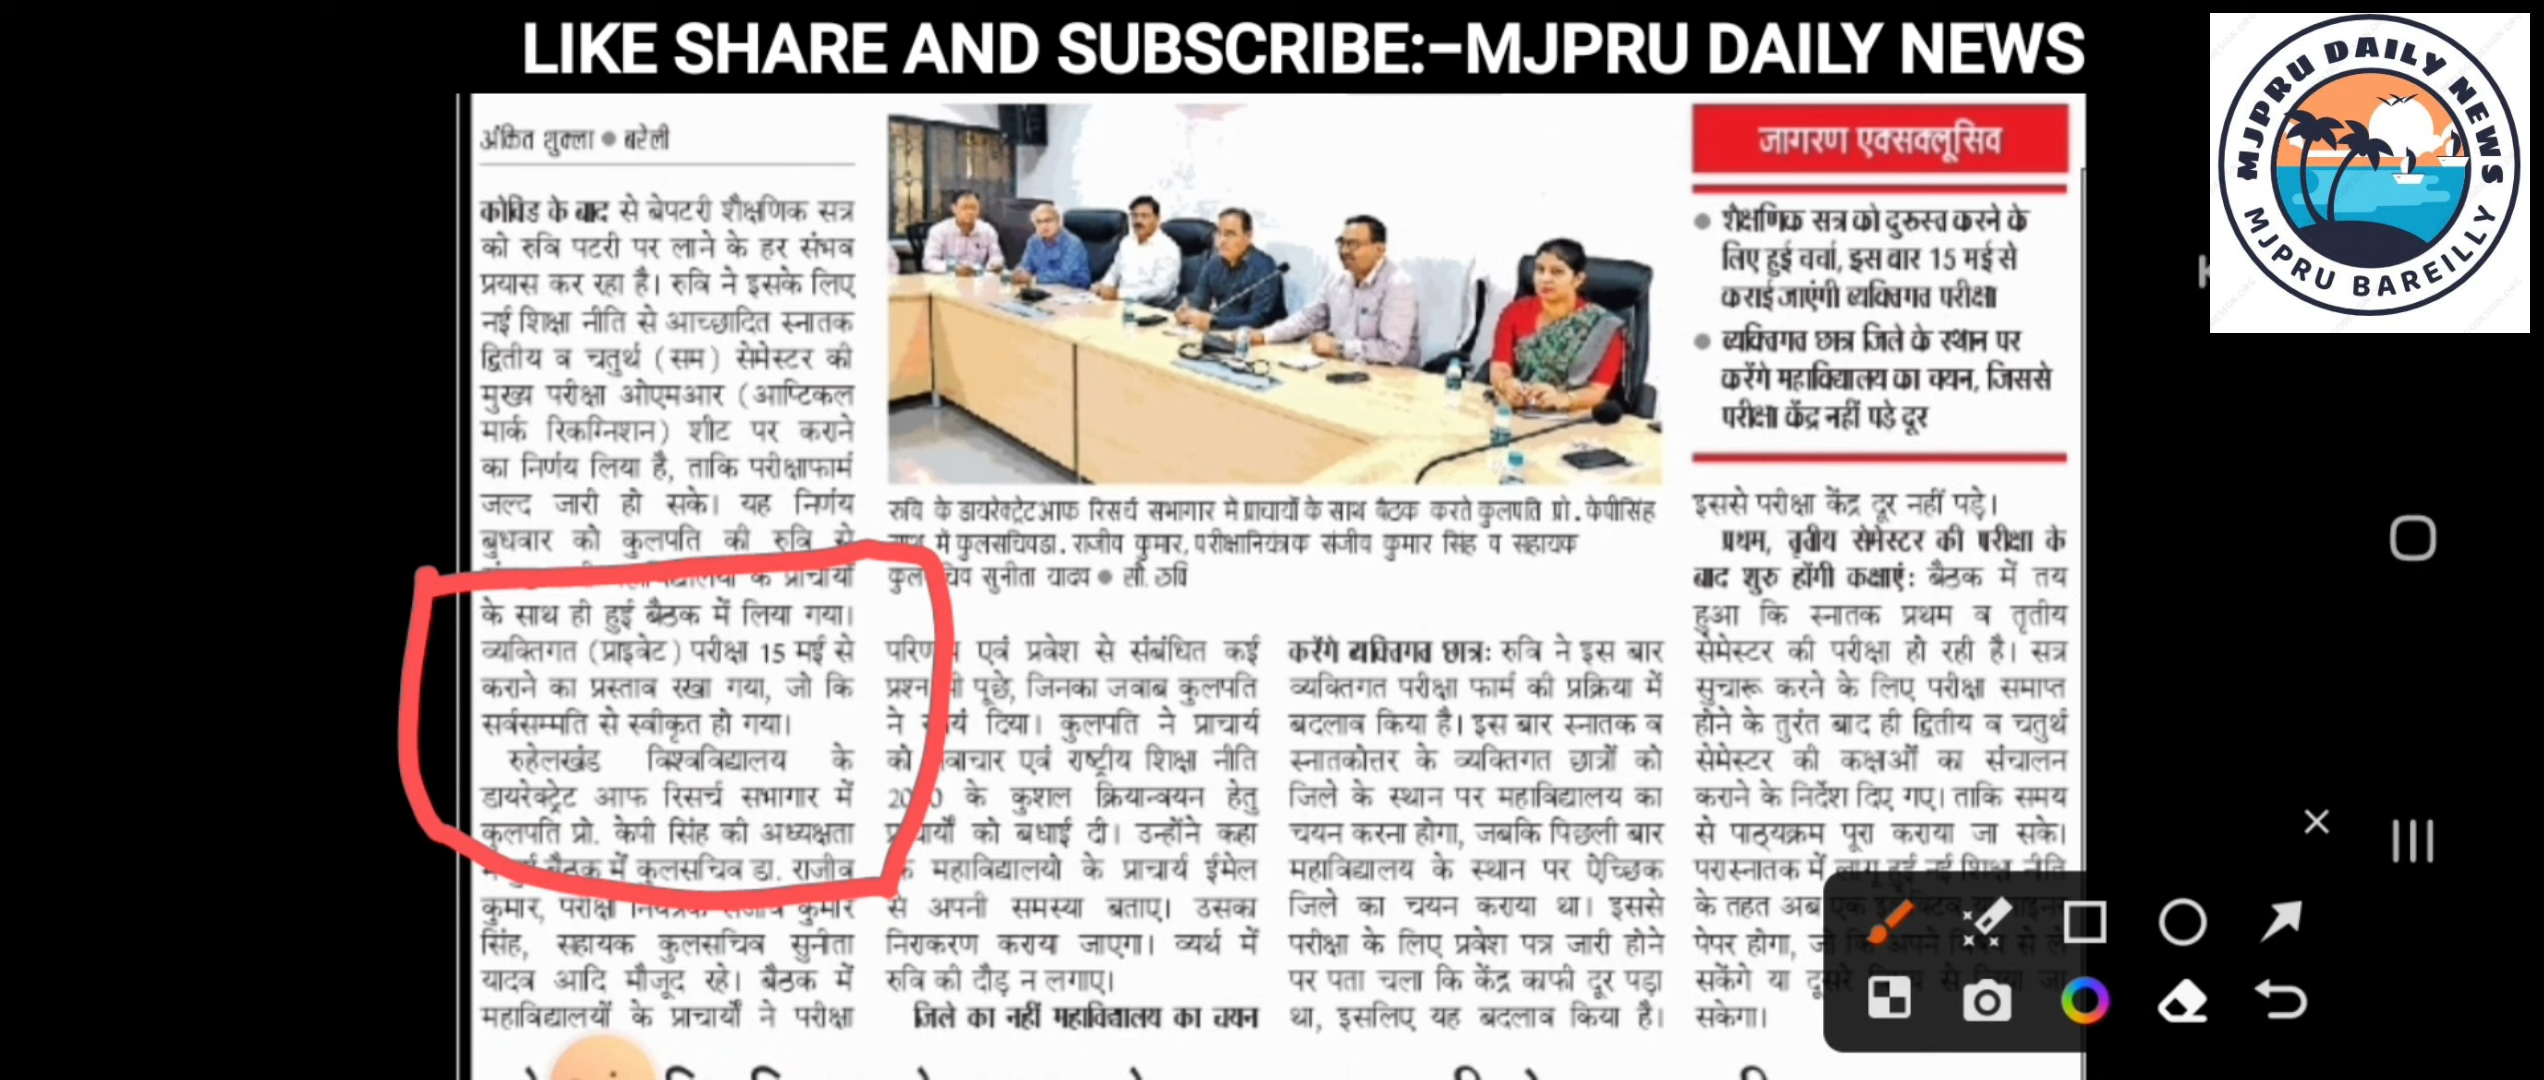 LIKE SHARE AND SUBSCRIBE:-MJPRU DAILY NEWS
MJPRU DAILY NEWS
MJPRU BAREILLY
अंकित शुक्ला ● बरेली
कोविड के बाद से बेपटरी शैक्षणिक सत्र
को रुवि पटरी पर लाने के हर संभव
प्रयास कर रहा है। रुवि ने इसके लिए
नई शिक्षा नीति से आच्छादित स्नातक
द्वितीय व चतुर्थ (सम) सेमेस्टर की
मुख्य परीक्षा ओएमआर (आप्टिकल
मार्क रिकग्निशन) शीट पर कराने
का निर्णय लिया है, ताकि परीक्षाफार्म
जल्द जारी हो सके। यह निर्णय
बुधवार को कुलपति की रुवि से
के प्राचार्यों
के साथ ही हुई बैठक में लिया गया।
व्यक्तिगत (प्राइवेट) परीक्षा 15 मई से
कराने का प्रस्ताव रखा गया, जो कि
सर्वसम्मति से स्वीकृत हो गया।
रुहेलखंड विश्वविद्यालय के
डायरेक्ट्रेट आफ रिसर्च सभागार में
कुलपति प्रो. केपी सिंह की अध्यक्षता
बैठक में कुलसचिव डा. राजीव
कुमार, परीक्षा नियंत्रक संजीव कुमार
सिंह, सहायक कुलसचिव सुनीता
यादव आदि मौजूद रहे। बैठक में
महाविद्यालयों के प्राचार्यों ने परीक्षा
रुवि के डायरेक्ट्रेट आफ रिसर्च सभागार में प्राचार्यों के साथ बैठक करते कुलपति प्रो. केपी सिंह
साथ में कुलसचिव डा. राजीव कुमार, परीक्षा नियंत्रक संजीव कुमार सिंह व सहायक
कुलसचिव सुनीता यादव ● सौ. रुवि
परिणाम एवं प्रवेश से संबंधित कई
प्रश्न भी पूछे, जिनका जवाब कुलपति
ने स्वयं दिया। कुलपति ने प्राचार्य
को नवाचार एवं राष्ट्रीय शिक्षा नीति
2020 के कुशल क्रियान्वयन हेतु
प्राचार्यों को बधाई दी। उन्होंने कहा
कि महाविद्यालयों के प्राचार्य ईमेल
से अपनी समस्या बताए। उसका
निराकरण कराया जाएगा। व्यर्थ में
रुवि की दौड़ न लगाए।
जिले का नहीं महाविद्यालय का चयन
करेंगे व्यक्तिगत छात्र: रुवि ने इस बार
व्यक्तिगत परीक्षा फार्म की प्रक्रिया में
बदलाव किया है। इस बार स्नातक व
स्नातकोत्तर के व्यक्तिगत छात्रों को
जिले के स्थान पर महाविद्यालय का
चयन करना होगा, जबकि पिछली बार
महाविद्यालय के स्थान पर ऐच्छिक
जिले का चयन कराया था। इससे
परीक्षा के लिए प्रवेश पत्र जारी होने
पर पता चला कि केंद्र काफी दूर पड़ा
था, इसलिए यह बदलाव किया है।
जागरण एक्सक्लूसिव
● शैक्षणिक सत्र को दुरुस्त करने के
लिए हुई चर्चा, इस बार 15 मई से
कराई जाएंगी व्यक्तिगत परीक्षा
● व्यक्तिगत छात्र जिले के स्थान पर
करेंगे महाविद्यालय का चयन, जिससे
परीक्षा केंद्र नहीं पड़े दूर
इससे परीक्षा केंद्र दूर नहीं पड़े।
प्रथम, तृतीय सेमेस्टर की परीक्षा के
बाद शुरु होंगी कक्षाएं: बैठक में तय
हुआ कि स्नातक प्रथम व तृतीय
सेमेस्टर की परीक्षा हो रही है। सत्र
सुचारू करने के लिए परीक्षा समाप्त
होने के तुरंत बाद ही द्वितीय व चतुर्थ
सेमेस्टर की कक्षाओं का संचालन
कराने के निर्देश दिए गए। ताकि समय
से पाठ्यक्रम पूरा कराया जा सके।
परास्नातक में लागू हुई नई शिक्षा नीति
के तहत अब एक
पेपर होगा, जो कि अपने विषय से ले
सकेंगे या दूसरे विषय से लिया जा
सकेगा।